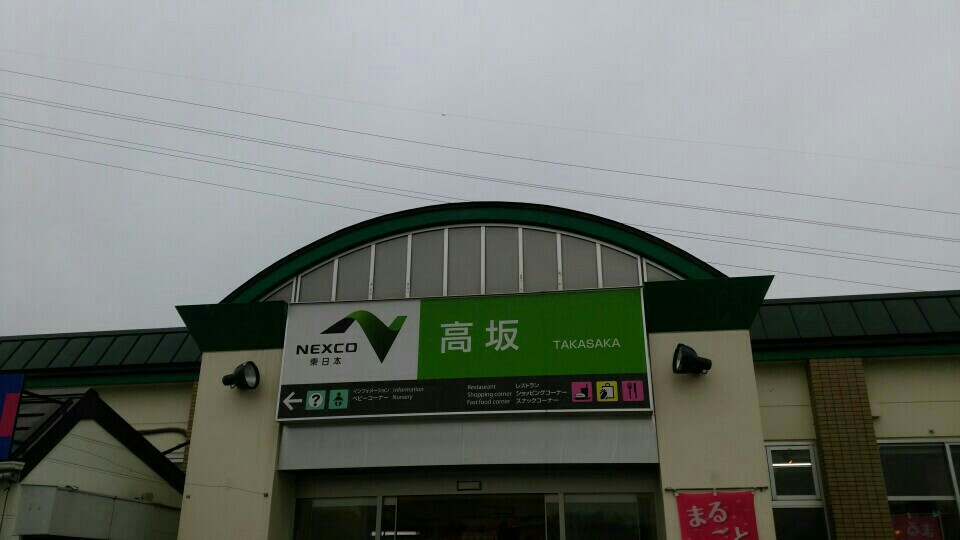 NEXCO
東日本
高坂
TAKASAKA
インフォメーション Information
ベビーコーナー Nursery
Restaurant レストラン
Shopping corner ショッピングコーナー
Fast food corner スナックコーナー
?
まる
ごと